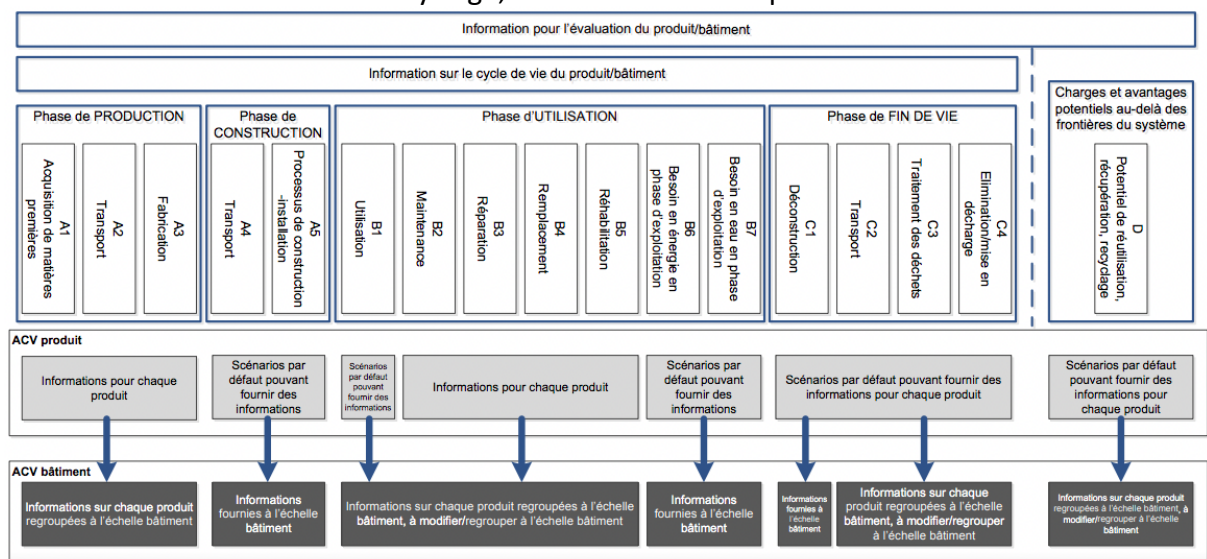 Information pour l'évaluation du produit/bâtiment
Information sur le cycle de vie du produit/bâtiment
Phase de PRODUCTION
A1
Acquisition de matières
premières
A2
Transport
A3
Fabrication
Phase de
CONSTRUCTION
A4
Transport
A5
Processus de construction
-installation
Phase d'UTILISATION
B1
Utilisation
B2
Maintenance
B3
Réparation
B4
Remplacement
B5
Réhabilitation
B6
Besoin en énergie en
phase d'exploitation
B7
Besoin en eau en phase
d'exploitation
Phase de FIN DE VIE
C1
Déconstruction
C2
Transport
C3
Traitement des déchets
C4
Elimination/mise en
décharge
Charges et avantages
potentiels au-delà des
frontières du système
D
Potentiel de réutilisation,
récupération, recyclage
ACV produit
Informations pour chaque
produit
Scénarios par
défaut pouvant
fournir des
informations
Scénarios
par défaut
pouvant
fournir des
informations
Informations pour chaque produit
Scénarios par
défaut pouvant
fournir des
informations
Scénarios par défaut pouvant fournir des
informations pour chaque produit
Scénarios par défaut
pouvant fournir des
informations pour
chaque produit
ACV bâtiment
Informations sur chaque produit
regroupées à l'échelle bâtiment
Informations
fournies à l'échelle
bâtiment
Informations sur chaque produit regroupées à l'échelle
bâtiment, à modifier/regrouper à l'échelle bâtiment
Informations
fournies à l'échelle
bâtiment
Informations
fournies à
l'échelle
bâtiment
Informations sur chaque
produit regroupées à l'échelle
bâtiment, à modifier/regrouper
à l'échelle bâtiment
Informations sur chaque produit
regroupées à l'échelle bâtiment, à
modifier/regrouper à l'échelle
bâtiment